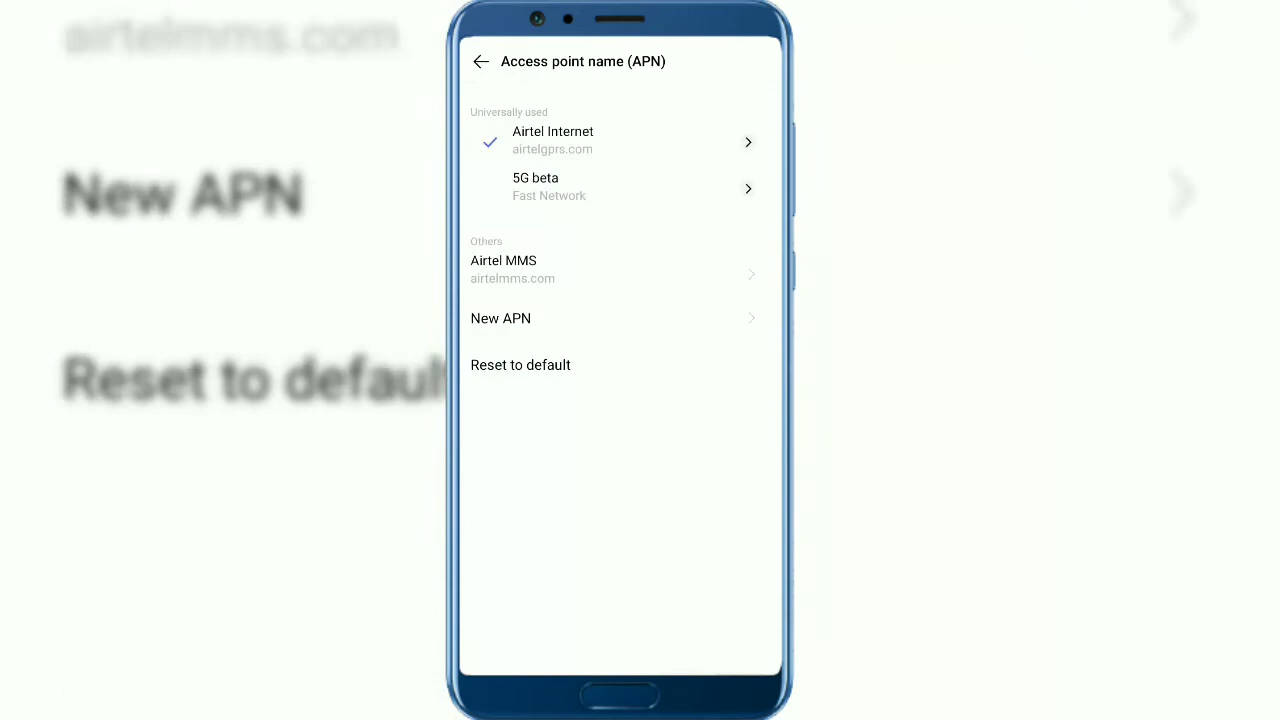 airtelmms.com
New APN
Reset to default
Access point name (APN)
Universally used
Airtel Internet
airtelgprs.com
5G beta
Fast Network
Others
Airtel MMS
airtelmms.com
New APN
Reset to default